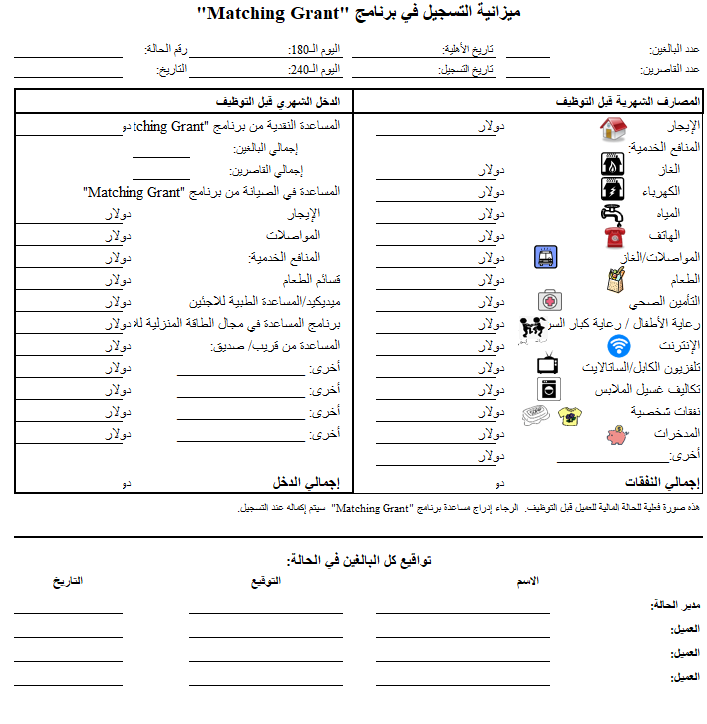 ميزانية التسجيل في برنامج "Matching Grant"
عدد البالغين: تاريخ الأهلية: اليوم الـ180: رقم الحالة:
عدد القاصرين: تاريخ التسجيل: اليوم الـ240: التاريخ:
المصارف الشهرية قبل التوظيف
الإيجار دولار
المنافع الخدمية:
الغاز دولار
الكهرباء دولار
المياه دولار
الهاتف دولار
المواصلات/الغاز دولار
الطعام دولار
التأمين الصحي دولار
رعاية الأطفال / رعاية كبار السر دولار
الإنترنت دولار
تلفزيون الكابل/الساتالايت دولار
تكاليف غسيل الملابس دولار
نفقات شخصية دولار
المدخرات دولار
أخرى: دولار
إجمالي النفقات دو
الدخل الشهري قبل التوظيف
المساعدة النقدية من برنامج "ching Grant دو
إجمالي البالغين:
إجمالي القاصرين:
المساعدة في الصيانة من برنامج "Matching Grant"
الإيجار دولار
المواصلات دولار
المنافع الخدمية: دولار
قسائم الطعام دولار
ميديكيد/المساعدة الطبية للاجئين دولار
برنامج المساعدة في مجال الطاقة المنزلية للا دولار
المساعدة من قريب/ صديق: دولار
أخرى: دولار
أخرى: دولار
أخرى: دولار
أخرى: دولار
إجمالي الدخل دو
هذه صورة فعلية للحالة المالية للعميل قبل التوظيف. الرجاء إدراج مساعدة برنامج "Matching Grant" سيتم إكماله عند التسجيل.
تواقيع كل البالغين في الحالة:
الاسم التوقيع التاريخ
مدير الحالة:
العميل:
العميل:
العميل: